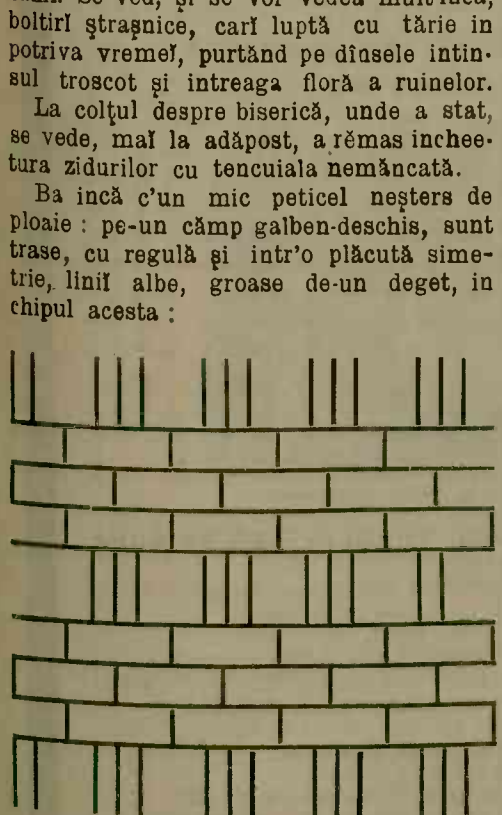 boltirĭ ştraşnice, carĭ luptă cu tărie in
potriva vremeĭ, purtănd pe dînsele intin-
sul troscot şi intreaga floră a ruinelor.
La colţul despre biserică, unde a stat,
se vede, maĭ la adăpost, a rĕmas inchee-
tura zidurilor cu tencuiala nemăncată.
Ba incă c'un mic peticel neşters de
ploaie : pe-un cămp galben-deschis, sunt
trase, cu regulă şi intr'o plăcută sime-
trie, liniĭ albe, groase de-un deget, in
chipul acesta :